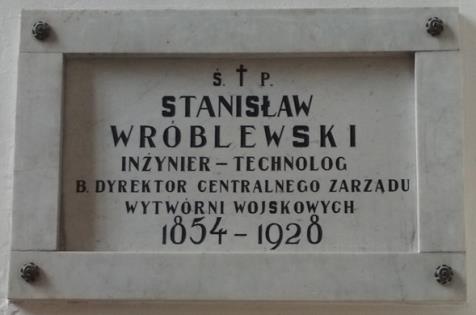 Ś. † P.
STANISŁAW
WRÓBLEWSKI
INŻYNIER – TECHNOLOG
B. DYREKTOR CENTRALNEGO ZARZĄDU
WYTWÓRNI WOJSKOWYCH
1854 – 1928